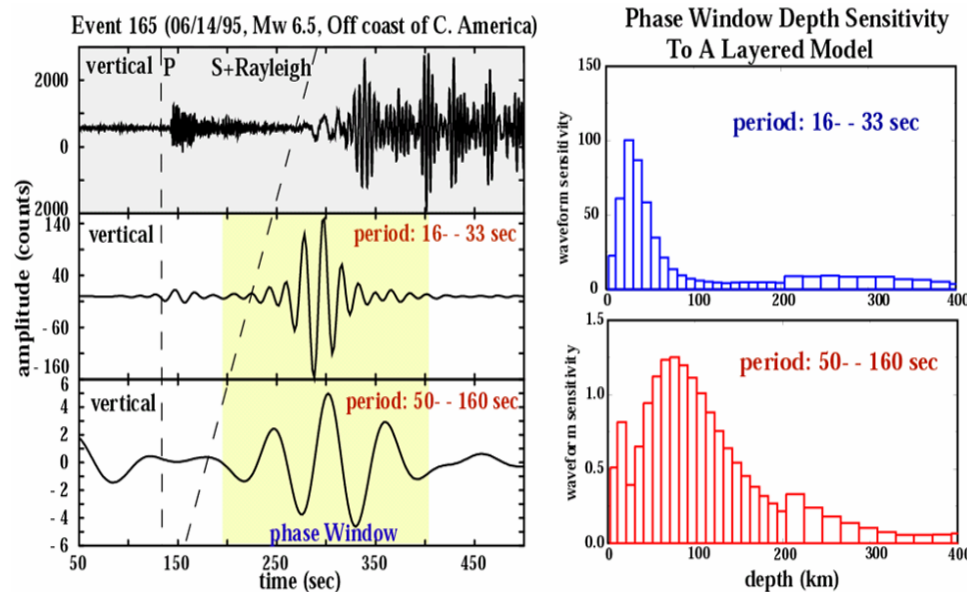 Event 165 (06/14/95, Mw 6.5, Off coast of C. America)
vertical P S+Rayleigh
2000
0
2000
amplitude (counts)
vertical period: 16- - 33 sec
140
40
- 60
- 160
vertical period: 50- - 160 sec
6
4
2
0
- 2
- 4
- 6
phase Window
50 150 250 350 450
time (sec)
Phase Window Depth Sensitivity
To A Layered Model
period: 16- - 33 sec
waveform sensitivity
150
100
50
0
0 100 200 300 400
period: 50- - 160 sec
waveform sensitivity
1.5
1.0
0.5
0.0
0 100 200 300 400
depth (km)